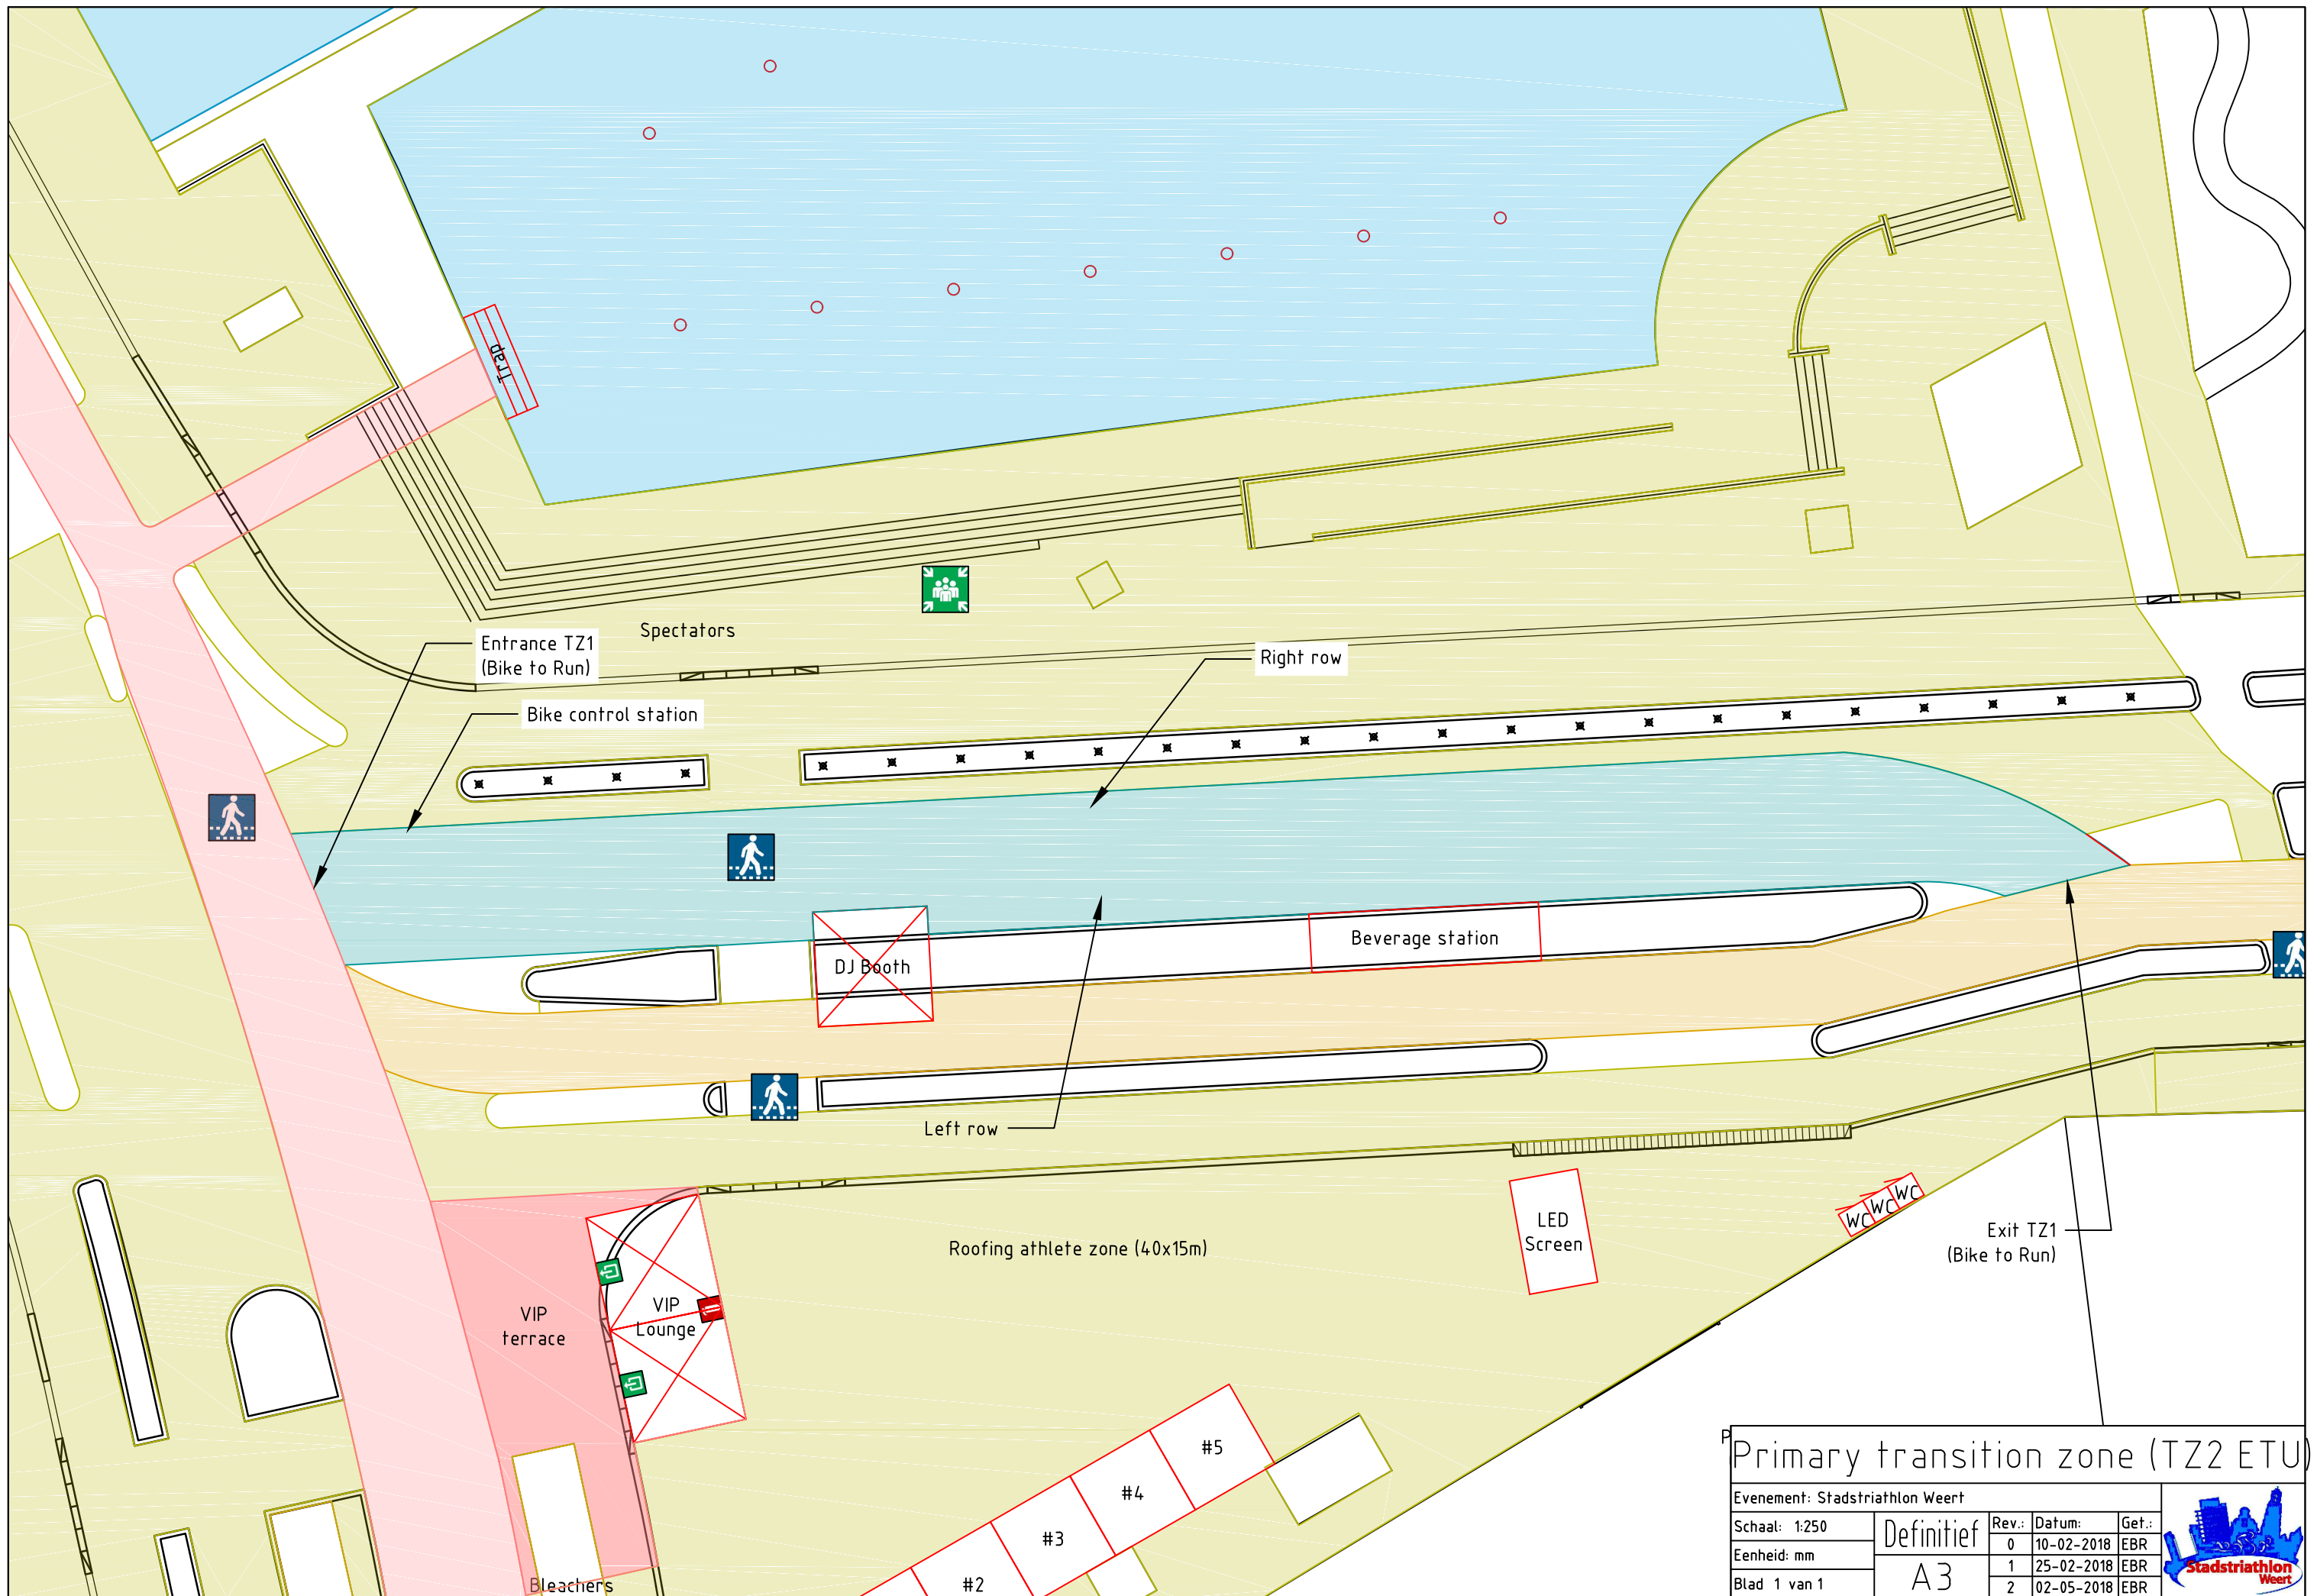 Trap
Spectators
Entrance TZ1
(Bike to Run)
Right row
Bike control station
Beverage station
DJ Booth
Left row
LED
Screen
WC
WC
WC
Exit TZ1
(Bike to Run)
Roofing athlete zone (40x15m)
VIP
terrace
VIP
Lounge
#5
#4
#3
#2
Bleachers
P
Primary transition zone (TZ2 ETU)
Evenement: Stadstriathlon Weert
Schaal: 1:250
Eenheid: mm
Blad 1 van 1
Definitief
A3
Rev.: Datum: Get.:
0 10-02-2018 EBR
1 25-02-2018 EBR
2 02-05-2018 EBR
Stadstriathlon
Weert